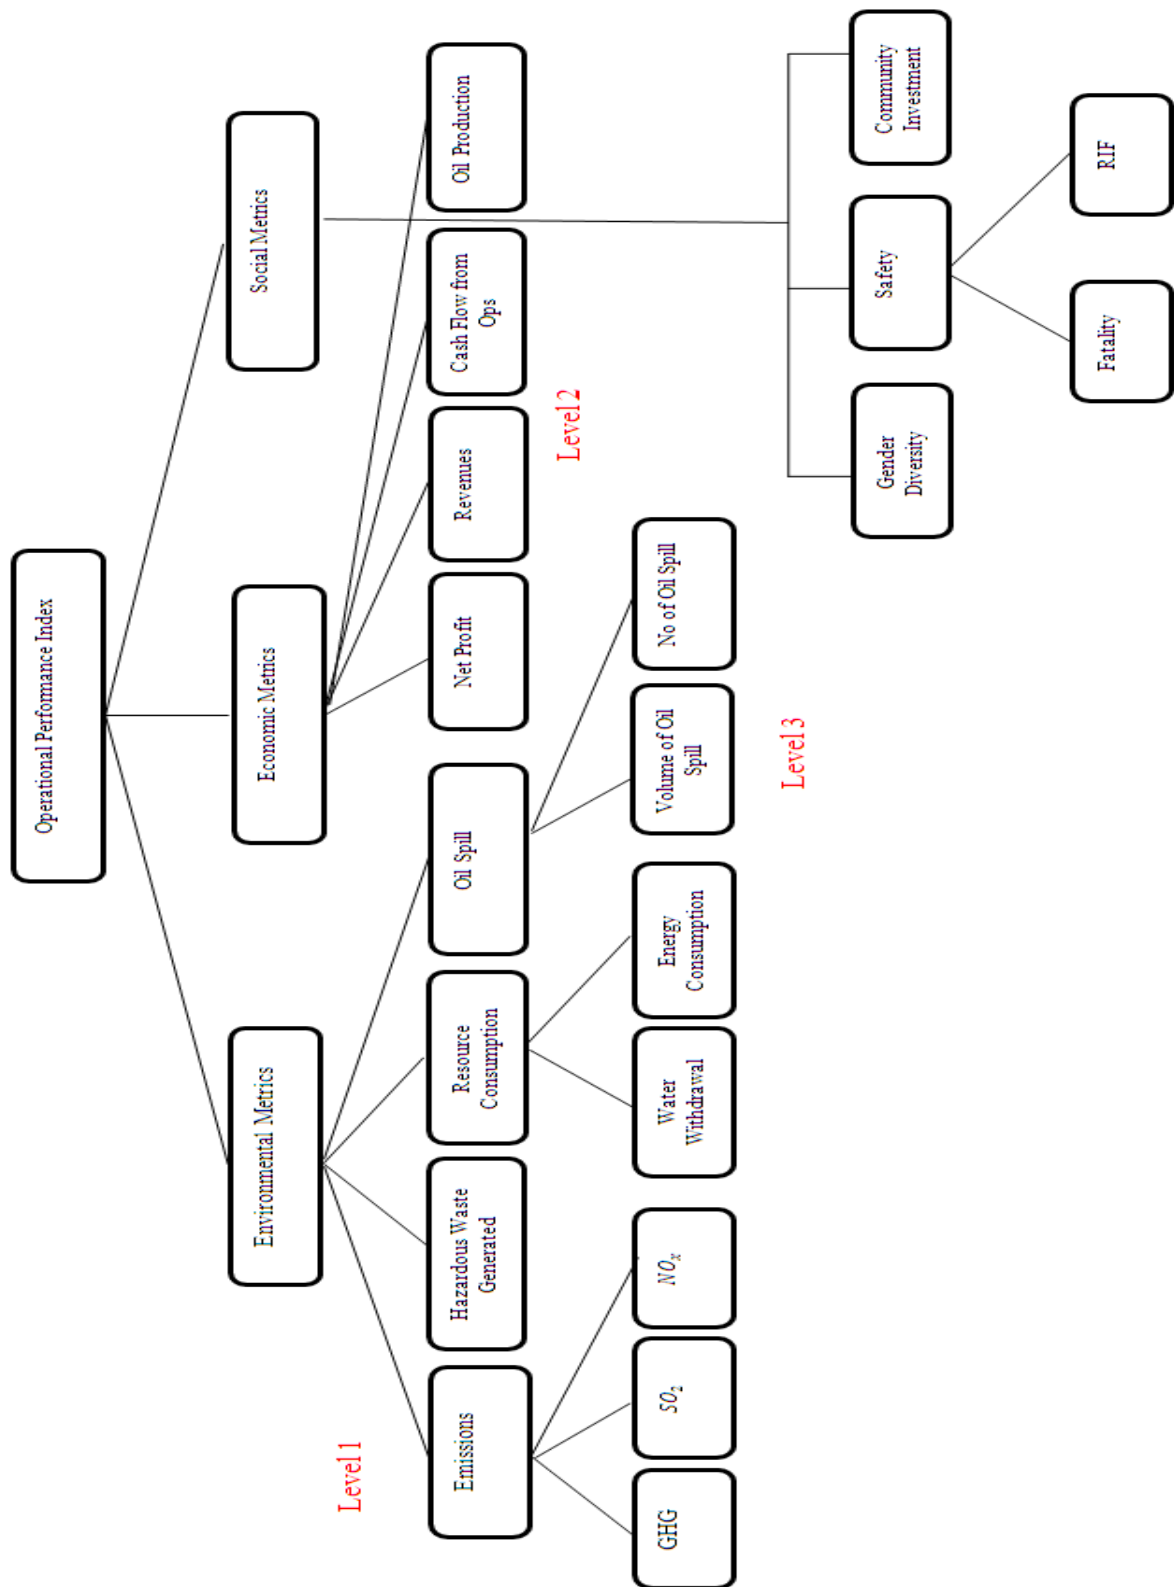 Operational Performance Index
Environmental Metrics
Economic Metrics
Social Metrics
Level 1
Emissions
Hazardous Waste
Generated
Resource
Consumption
Oil Spill
Net Profit
Revenues
Cash Flow from
Ops
Oil Production
Level 2
GHG
SO₂
NOₓ
Water
Withdrawal
Energy
Consumption
Volume of Oil
Spill
No of Oil Spill
Level 3
Gender
Diversity
Safety
Community
Investment
Fatality
RIF